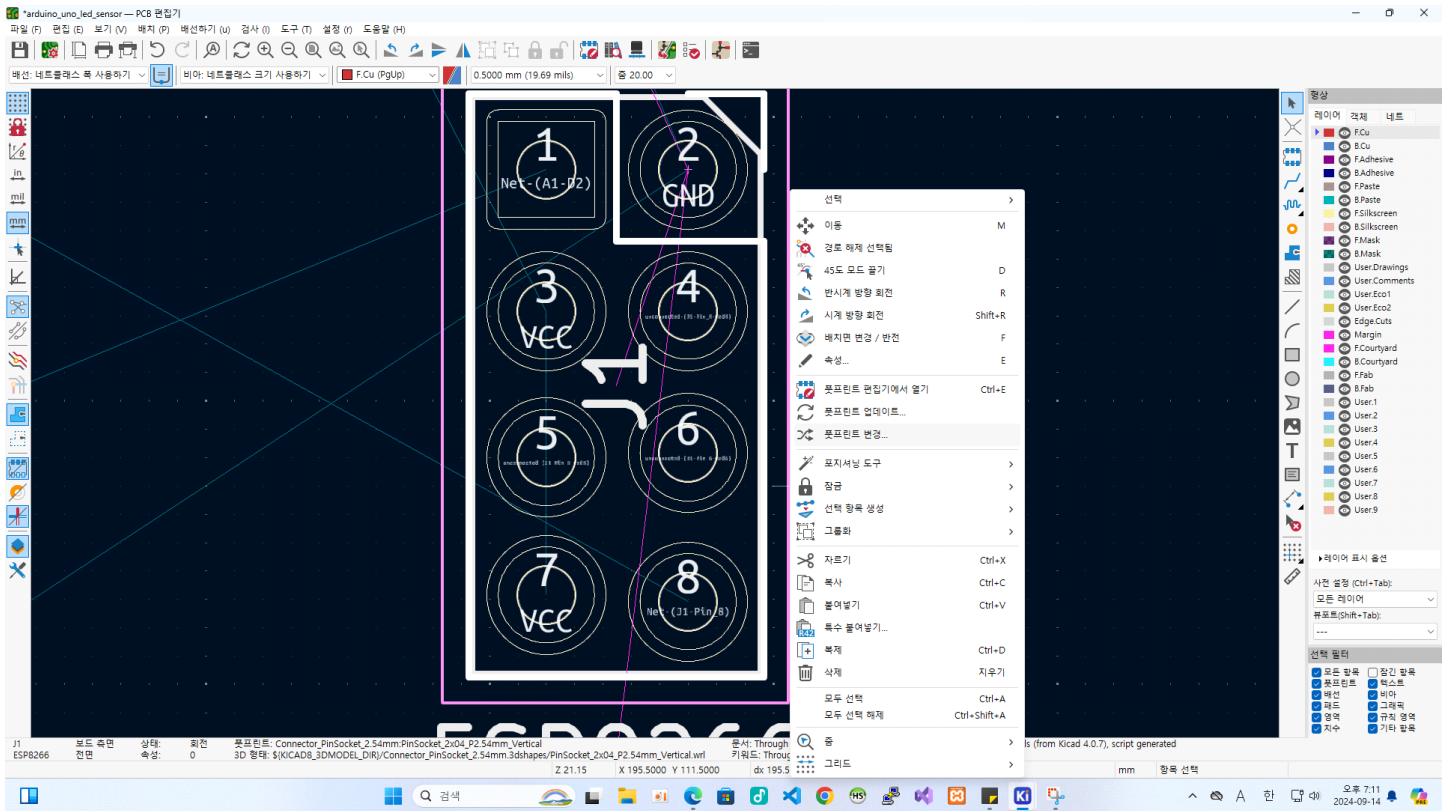 *arduino_uno_led_sensor — PCB 편집기
파일 (F) 편집 (E) 보기 (V) 배치 (P) 배선하기 (u) 검사 (I) 도구 (T) 설정 (r) 도움말 (H)
배선: 네트클래스 폭 사용하기 비아: 네트클래스 크기 사용하기 F.Cu (PgUp) 0.5000 mm (19.69 mils) 줌 20.00
in
mil
mm
1
Net-(A1-D2)
2
GND
3
VCC
4
J1
5
6
7
VCC
8
Net-(J1-Pin_8)
선택
이동 M
경로 해제 선택됨
45도 모드 끌기 D
반시계 방향 회전 R
시계 방향 회전 Shift+R
배치면 변경 / 반전 F
속성... E
풋프린트 편집기에서 열기 Ctrl+E
풋프린트 업데이트...
풋프린트 변경...
포지셔닝 도구
잠금
선택 항목 생성
그룹화
자르기 Ctrl+X
복사 Ctrl+C
붙여넣기 Ctrl+V
특수 붙여넣기...
복제 Ctrl+D
삭제 지우기
모두 선택 Ctrl+A
모두 선택 해제 Ctrl+Shift+A
줌
그리드
형상
레이어 객체 네트
F.Cu
B.Cu
F.Adhesive
B.Adhesive
F.Paste
B.Paste
F.Silkscreen
B.Silkscreen
F.Mask
B.Mask
User.Drawings
User.Comments
User.Eco1
User.Eco2
Edge.Cuts
Margin
F.Courtyard
B.Courtyard
F.Fab
B.Fab
User.1
User.2
User.3
User.4
User.5
User.6
User.7
User.8
User.9
레이어 표시 옵션
사전 설정 (Ctrl+Tab):
모든 레이어
뷰포트(Shift+Tab):
---
선택 필터
모든 항목 잠긴 항목
풋프린트 텍스트
배선 비아
패드 그래픽
영역 규칙 영역
치수 기타 항목
J1 보드 측면 상태: 회전 풋프린트: Connector_PinSocket_2.54mm:PinSocket_2x04_P2.54mm_Vertical 문서: Through
ESP8266 전면 속성: 0 3D 형태: ${KICAD8_3DMODEL_DIR}/Connector_PinSocket_2.54mm.3dshapes/PinSocket_2x04_P2.54mm_Vertical.wrl 키워드: Throug
(from Kicad 4.0.7), script generated
Z 21.15 X 195.5000 Y 111.5000 dx 195.5 mm 항목 선택
검색
A 한 오후 7:11
2024-09-14